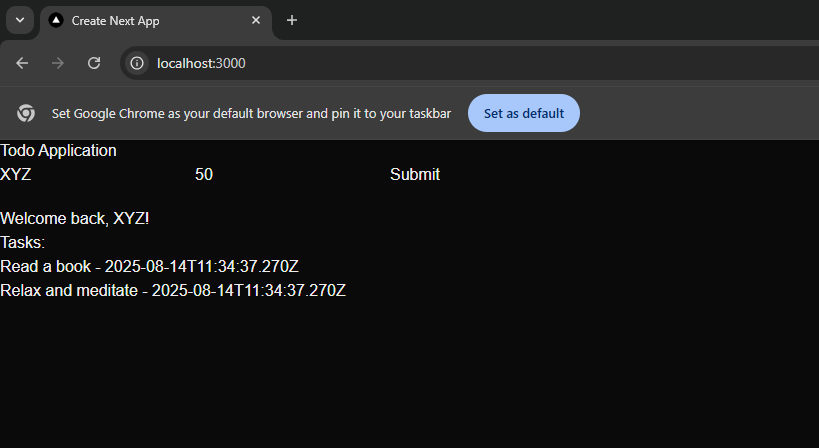 Create Next App
localhost:3000
Set Google Chrome as your default browser and pin it to your taskbar Set as default
Todo Application
XYZ 50 Submit
Welcome back, XYZ!
Tasks:
Read a book - 2025-08-14T11:34:37.270Z
Relax and meditate - 2025-08-14T11:34:37.270Z